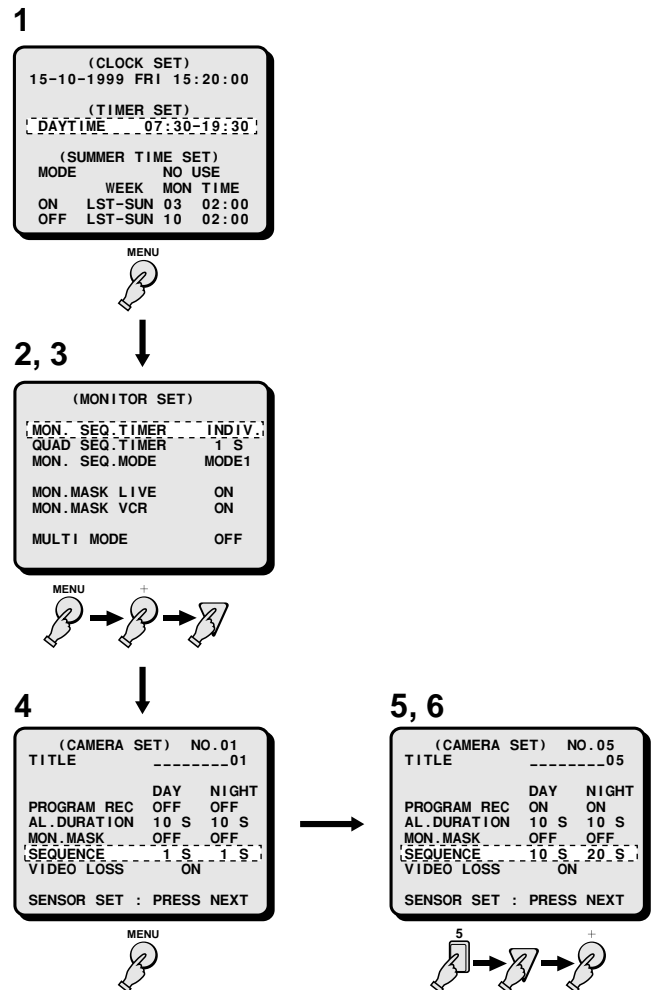 1
(CLOCK SET)
15-10-1999 FRI 15:20:00
(TIMER SET)
DAYTIME 07:30-19:30
(SUMMER TIME SET)
MODE NO USE
WEEK MON TIME
ON LST-SUN 03 02:00
OFF LST-SUN 10 02:00
MENU
2, 3
(MONITOR SET)
MON. SEQ.TIMER INDIV.
QUAD SEQ.TIMER 1 S
MON. SEQ.MODE MODE1
MON.MASK LIVE ON
MON.MASK VCR ON
MULTI MODE OFF
MENU +
4
(CAMERA SET) NO.01
TITLE ________01
DAY NIGHT
PROGRAM REC OFF OFF
AL.DURATION 10 S 10 S
MON.MASK OFF OFF
SEQUENCE 1 S 1 S
VIDEO LOSS ON
SENSOR SET : PRESS NEXT
MENU
5, 6
(CAMERA SET) NO.05
TITLE ________05
DAY NIGHT
PROGRAM REC ON ON
AL.DURATION 10 S 10 S
MON.MASK OFF OFF
SEQUENCE 10 S 20 S
VIDEO LOSS ON
SENSOR SET : PRESS NEXT
5 +